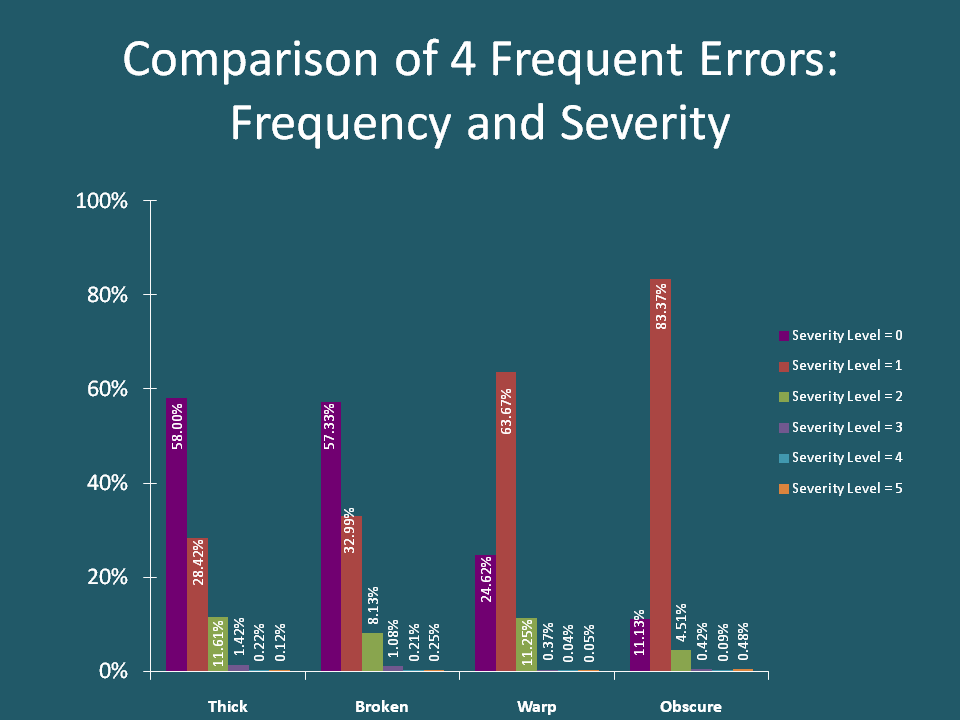 Comparison of 4 Frequent Errors:
Frequency and Severity
100%
80%
60%
40%
20%
0%
58.00%
28.42%
11.61%
1.42%
0.22%
0.12%
57.33%
32.99%
8.13%
1.08%
0.21%
0.25%
24.62%
63.67%
11.25%
0.37%
0.04%
0.05%
11.13%
83.37%
4.51%
0.42%
0.09%
0.48%
Thick
Broken
Warp
Obscure
Severity Level = 0
Severity Level = 1
Severity Level = 2
Severity Level = 3
Severity Level = 4
Severity Level = 5